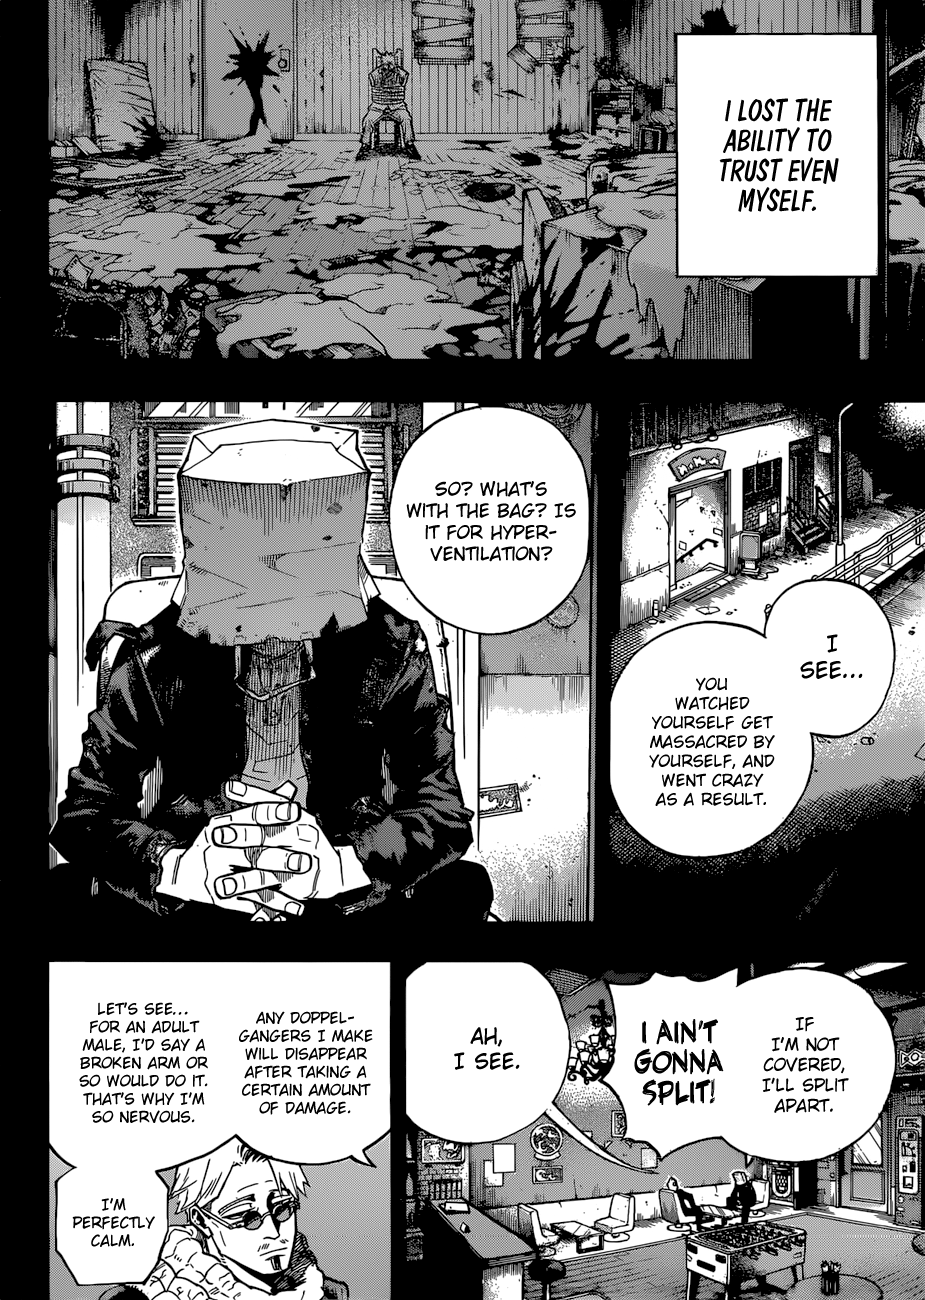 I LOST THE
ABILITY TO
TRUST EVEN
MYSELF.
I
SEE...
YOU
WATCHED
YOURSELF GET
MASSACRED BY
YOURSELF, AND
WENT CRAZY
AS A RESULT.
SO? WHAT'S
WITH THE BAG? IS
IT FOR HYPER-
VENTILATION?
IF
I'M NOT
COVERED,
I'LL SPLIT
APART.
I AIN'T
GONNA
SPLIT!
AH,
I SEE.
ANY DOPPEL-
GANGERS I MAKE
WILL DISAPPEAR
AFTER TAKING A
CERTAIN AMOUNT
OF DAMAGE.
LET'S SEE...
FOR AN ADULT
MALE, I'D SAY A
BROKEN ARM OR
SO WOULD DO IT.
THAT'S WHY I'M
SO NERVOUS.
I'M
PERFECTLY
CALM.